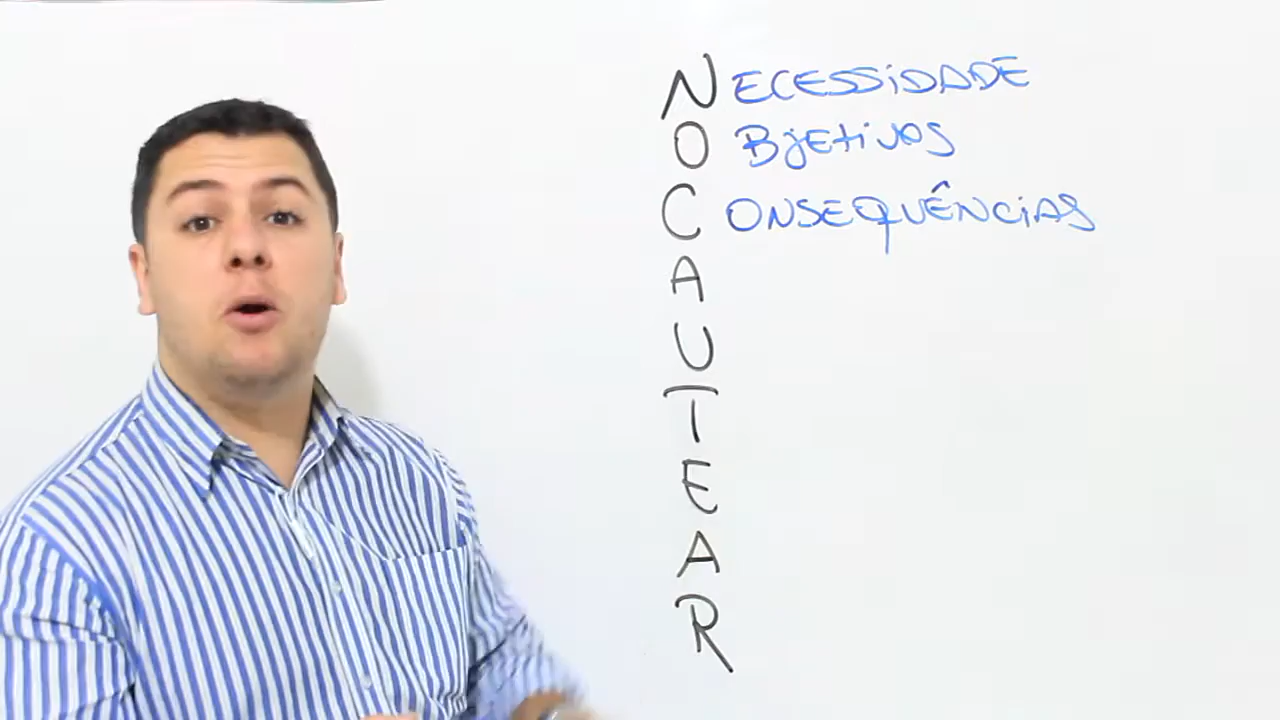 NECESSiDADE
OBjEtivos
CONSEQUÊNCiAS
A
U
T
E
A
R